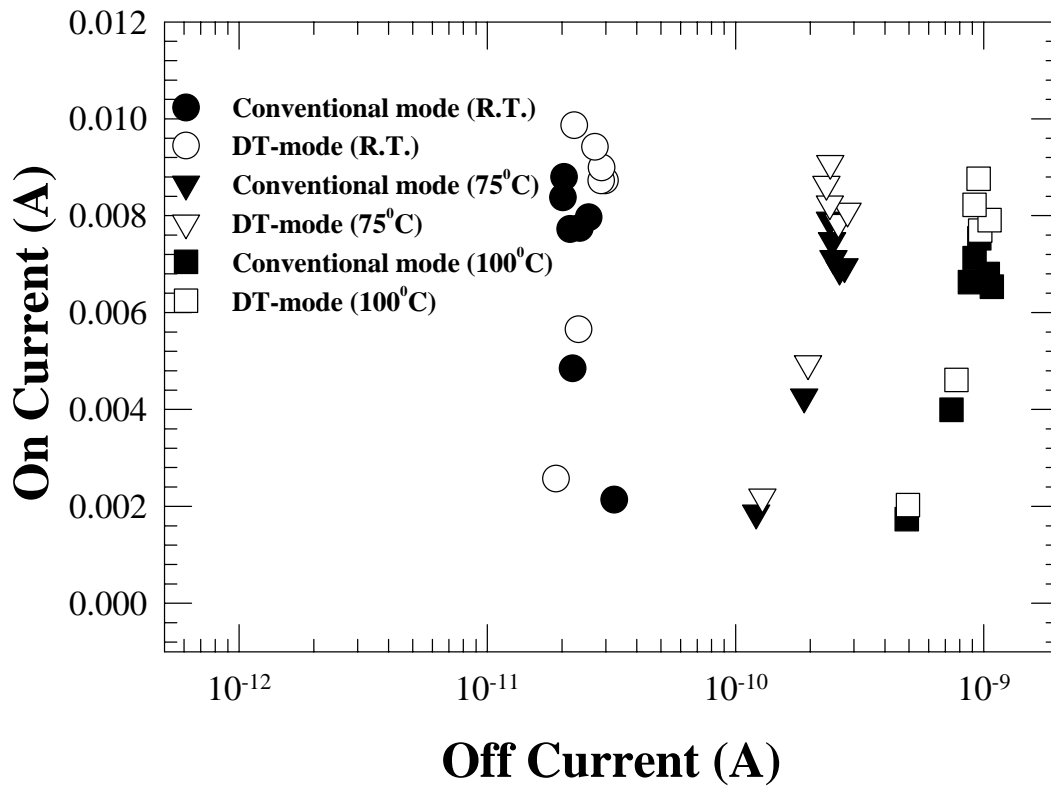 0.012
0.010
0.008
0.006
0.004
0.002
0.000
On Current (A)
Conventional mode (R.T.)
DT-mode (R.T.)
Conventional mode (75⁰C)
DT-mode (75⁰C)
Conventional mode (100⁰C)
DT-mode (100⁰C)
10⁻¹² 10⁻¹¹ 10⁻¹⁰ 10⁻⁹
Off Current (A)